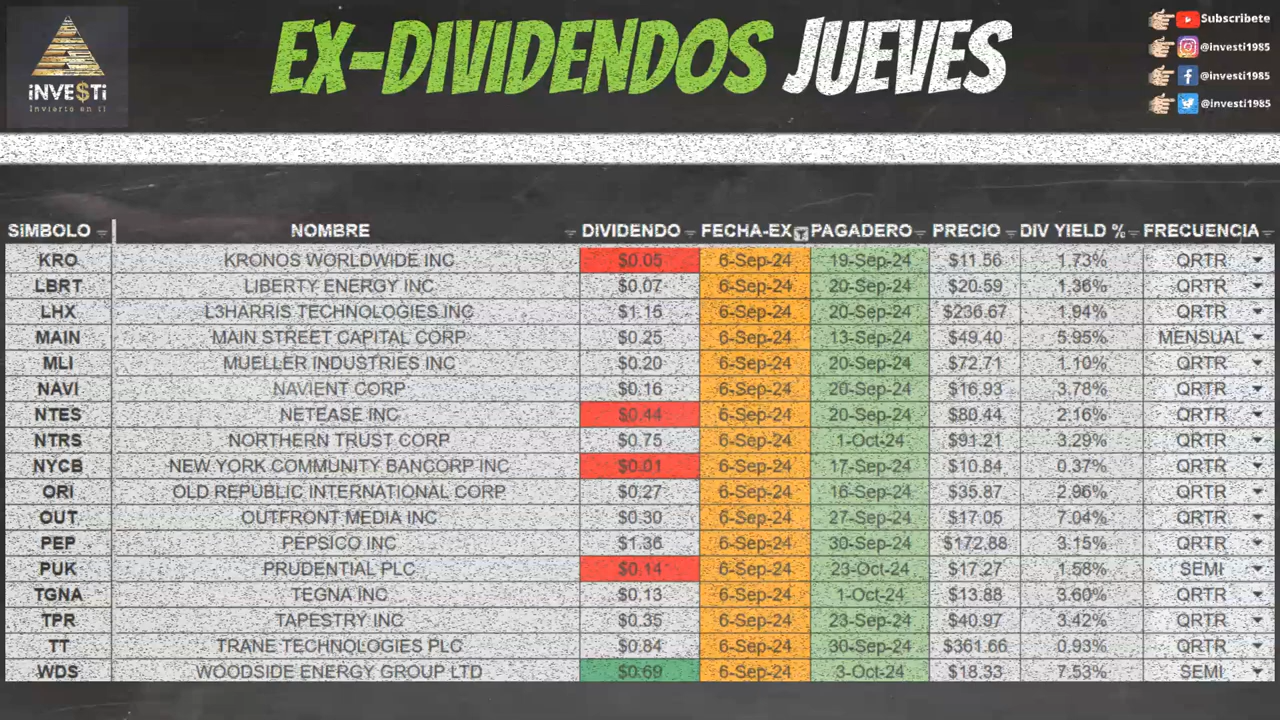 EX-DIVIDENDOS JUEVES
iNVE$Ti
Invierto en ti
Subscribete
@investi1985
@investi1985
@investi1985
SIMBOLO NOMBRE DIVIDENDO FECHA-EX PAGADERO PRECIO DIV YIELD % FRECUENCIA
KRO KRONOS WORLDWIDE INC $0.05 6-Sep-24 19-Sep-24 $11.56 1.73% QRTR
LBRT LIBERTY ENERGY INC $0.07 6-Sep-24 20-Sep-24 $20.59 1.36% QRTR
LHX L3HARRIS TECHNOLOGIES INC $1.15 6-Sep-24 20-Sep-24 $236.67 1.94% QRTR
MAIN MAIN STREET CAPITAL CORP $0.25 6-Sep-24 13-Sep-24 $49.40 5.95% MENSUAL
MLI MUELLER INDUSTRIES INC $0.20 6-Sep-24 20-Sep-24 $72.71 1.10% QRTR
NAVI NAVIENT CORP $0.16 6-Sep-24 20-Sep-24 $16.93 3.78% QRTR
NTES NETEASE INC $0.44 6-Sep-24 20-Sep-24 $80.44 2.16% QRTR
NTRS NORTHERN TRUST CORP $0.75 6-Sep-24 1-Oct-24 $91.21 3.29% QRTR
NYCB NEW YORK COMMUNITY BANCORP INC $0.01 6-Sep-24 17-Sep-24 $10.84 0.37% QRTR
ORI OLD REPUBLIC INTERNATIONAL CORP $0.27 6-Sep-24 16-Sep-24 $35.87 2.96% QRTR
OUT OUTFRONT MEDIA INC $0.30 6-Sep-24 27-Sep-24 $17.05 7.04% QRTR
PEP PEPSICO INC $1.36 6-Sep-24 30-Sep-24 $172.88 3.15% QRTR
PUK PRUDENTIAL PLC $0.14 6-Sep-24 23-Oct-24 $17.27 1.58% SEMI
TGNA TEGNA INC $0.13 6-Sep-24 1-Oct-24 $13.88 3.60% QRTR
TPR TAPESTRY INC $0.35 6-Sep-24 23-Sep-24 $40.97 3.42% QRTR
TT TRANE TECHNOLOGIES PLC $0.84 6-Sep-24 30-Sep-24 $361.66 0.93% QRTR
WDS WOODSIDE ENERGY GROUP LTD $0.69 6-Sep-24 3-Oct-24 $18.33 7.53% SEMI